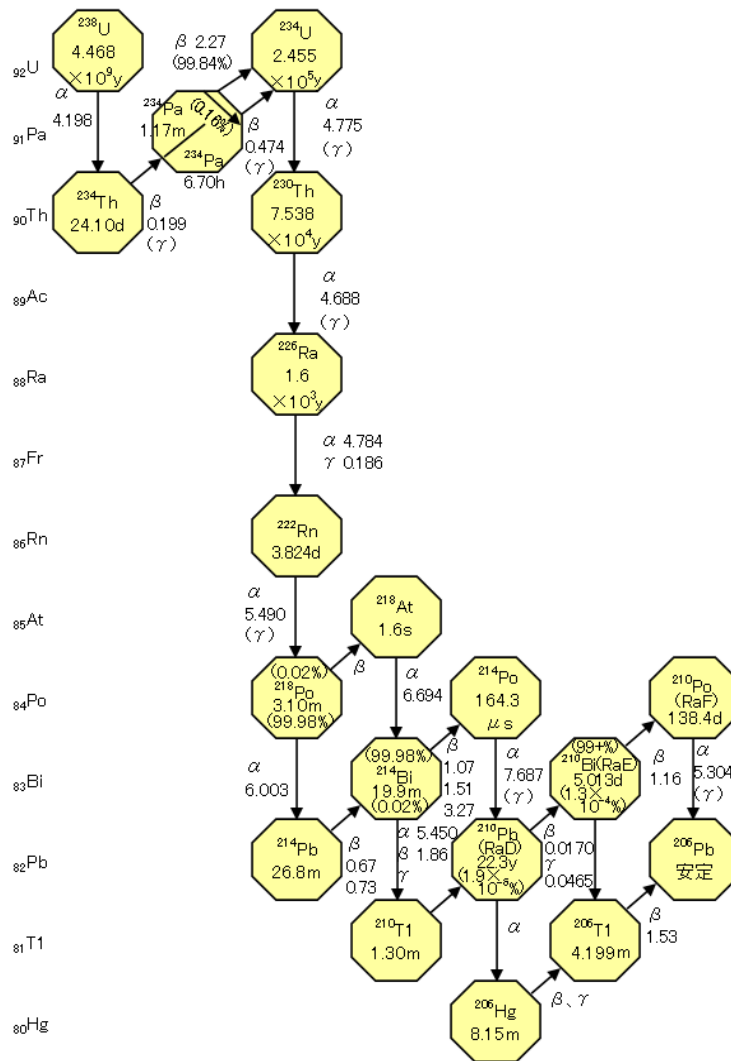 ₉₂U
²³⁸U
4.468
×10⁹y
β 2.27
(99.84%)
²³⁴U
2.455
×10⁵y
α
4.198
₉₁Pa
²³⁴Pa
1.17m
(0.16%)
²³⁴Pa
6.70h
β
0.474
(γ)
α
4.775
(γ)
₉₀Th
²³⁴Th
24.10d
β
0.199
(γ)
²³⁰Th
7.538
×10⁴y
₈₉Ac
α
4.688
(γ)
₈₈Ra
²²⁶Ra
1.6
×10³y
₈₇Fr
α 4.784
γ 0.186
₈₆Rn
²²²Rn
3.824d
₈₅At
α
5.490
(γ)
²¹⁸At
1.6s
₈₄Po
(0.02%)
²¹⁸Po
3.10m
(99.98%)
β
α
6.694
²¹⁴Po
164.3
μs
²¹⁰Po
(RaF)
138.4d
₈₃Bi
α
6.003
(99.98%)
²¹⁴Bi
19.9m
(0.02%)
β
1.07
1.51
3.27
α
7.687
(γ)
(99+%)
²¹⁰Bi(RaE)
5.013d
(1.3×
10⁻⁴%)
β
1.16
α
5.304
(γ)
₈₂Pb
²¹⁴Pb
26.8m
β
0.67
0.73
α 5.450
β 1.86
γ
²¹⁰Pb
(RaD)
22.3y
(1.9×
10⁻⁶%)
β
0.0170
γ
0.0465
²⁰⁶Pb
安定
₈₁T1
²¹⁰T1
1.30m
α
²⁰⁶T1
4.199m
β
1.53
₈₀Hg
²⁰⁶Hg
8.15m
β、γ